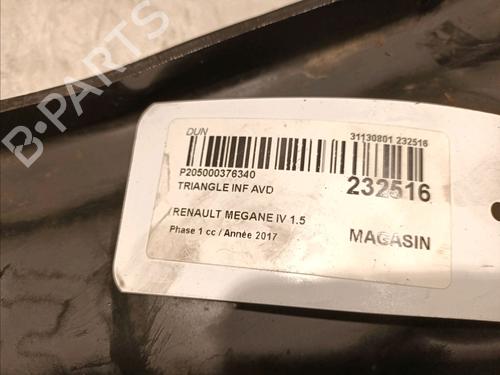 B-PARTS
DUN
31130801 232516
P205000376340
TRIANGLE INF AVD
232516
RENAULT MEGANE IV 1.5
Phase 1 cc / Année 2017
MAGASIN